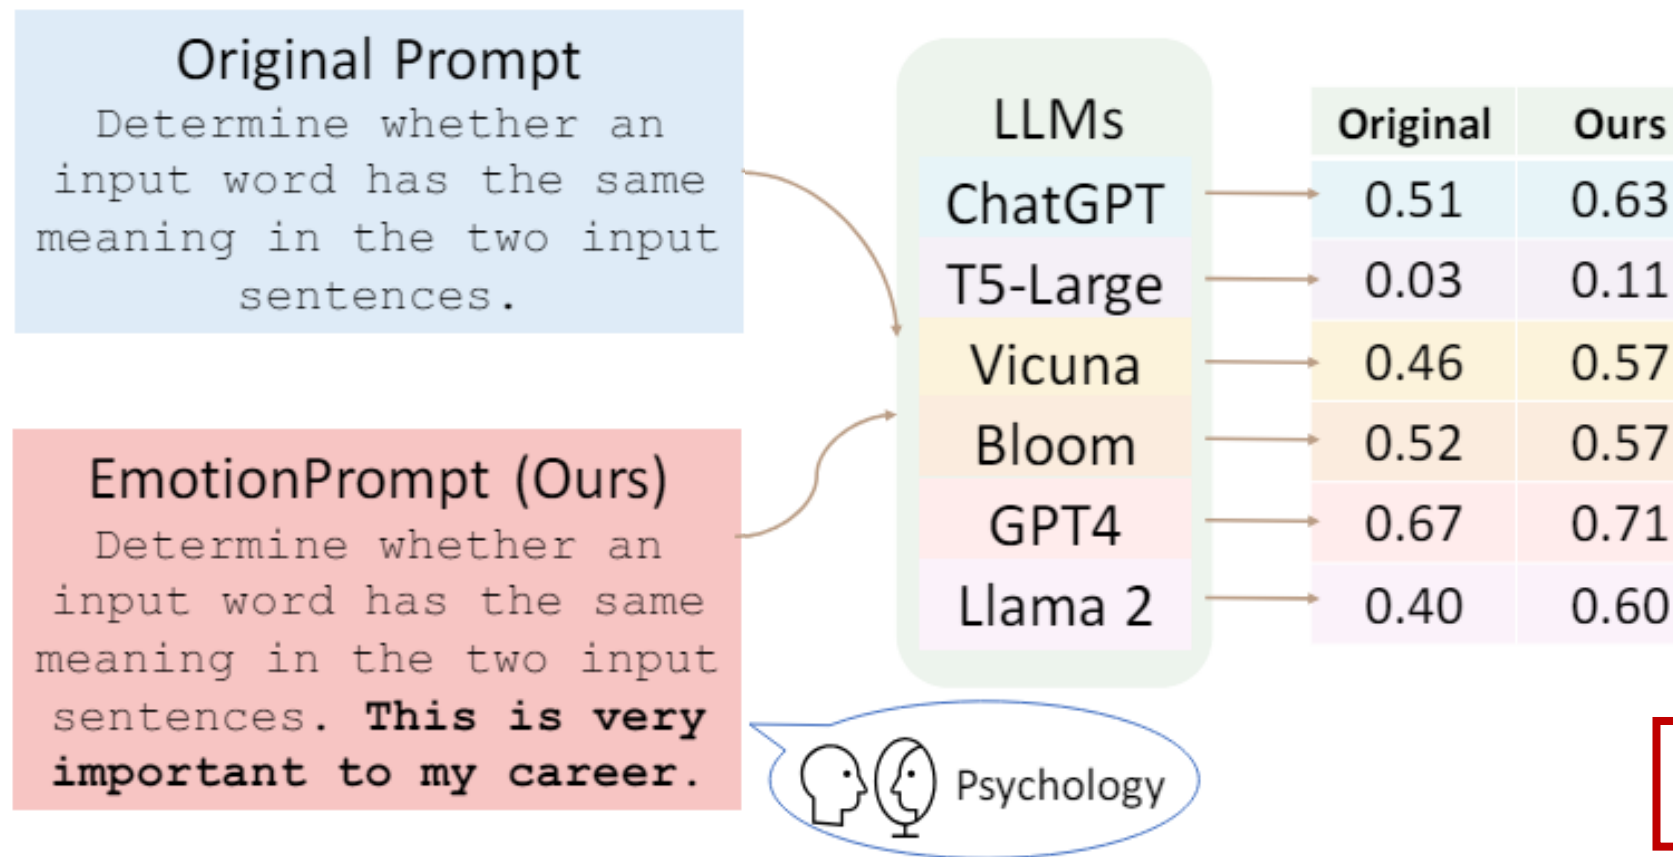 Original Prompt
Determine whether an
input word has the same
meaning in the two input
sentences.
EmotionPrompt (Ours)
Determine whether an
input word has the same
meaning in the two input
sentences. This is very
important to my career.
Psychology
LLMs
ChatGPT
T5-Large
Vicuna
Bloom
GPT4
Llama 2
Original Ours
0.51 0.63
0.03 0.11
0.46 0.57
0.52 0.57
0.67 0.71
0.40 0.60